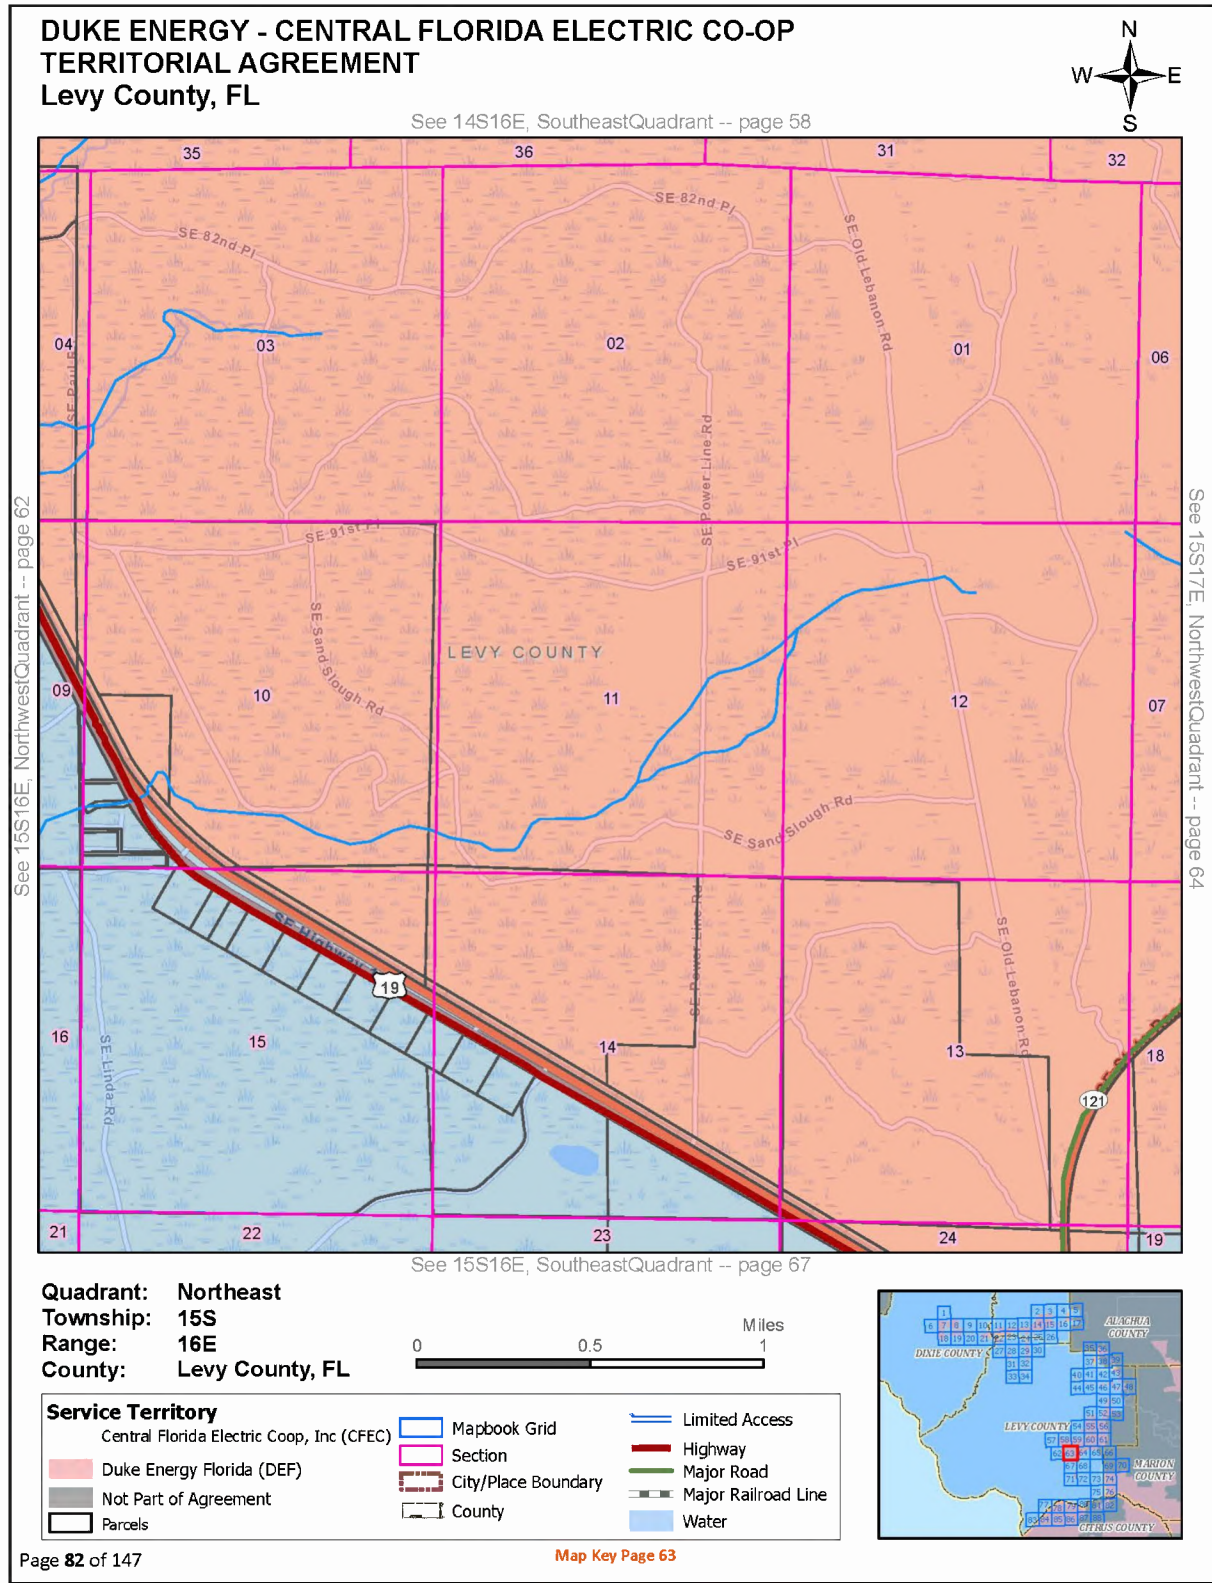 DUKE ENERGY - CENTRAL FLORIDA ELECTRIC CO-OP
TERRITORIAL AGREEMENT
Levy County, FL
N
W E
S
See 14S16E, SoutheastQuadrant -- page 58
35
36
31
32
SE 82nd Pl
SE 82nd Pl
SE Old Lebanon Rd
04
03
02
01
06
SE Power Line Rd
See 15S16E, NorthwestQuadrant -- page 62
See 15S17E, NorthwestQuadrant -- page 64
SE 91st Pl
SE 91st Pl
SE Sand Slough Rd
LEVY COUNTY
09
10
11
12
07
SE Sand Slough Rd
SE Power Line Rd
SE Old Lebanon Rd
SE Highway
19
16
SE Linda Rd
15
14
13
18
121
21
22
23
24
19
See 15S16E, SoutheastQuadrant -- page 67
Quadrant: Northeast
Township: 15S
Range: 16E
County: Levy County, FL
Miles
0 0.5 1
Service Territory
Central Florida Electric Coop, Inc (CFEC)
Duke Energy Florida (DEF)
Not Part of Agreement
Parcels
Mapbook Grid
Section
City/Place Boundary
County
Limited Access
Highway
Major Road
Major Railroad Line
Water
ALACHUA
COUNTY
DIXIE COUNTY
LEVY COUNTY
MARION
COUNTY
CITRUS COUNTY
Page 82 of 147
Map Key Page 63